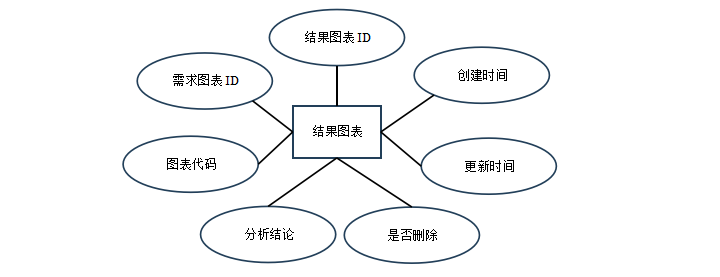 结果图表 ID
需求图表 ID
创建时间
结果图表
图表代码
更新时间
分析结论
是否删除